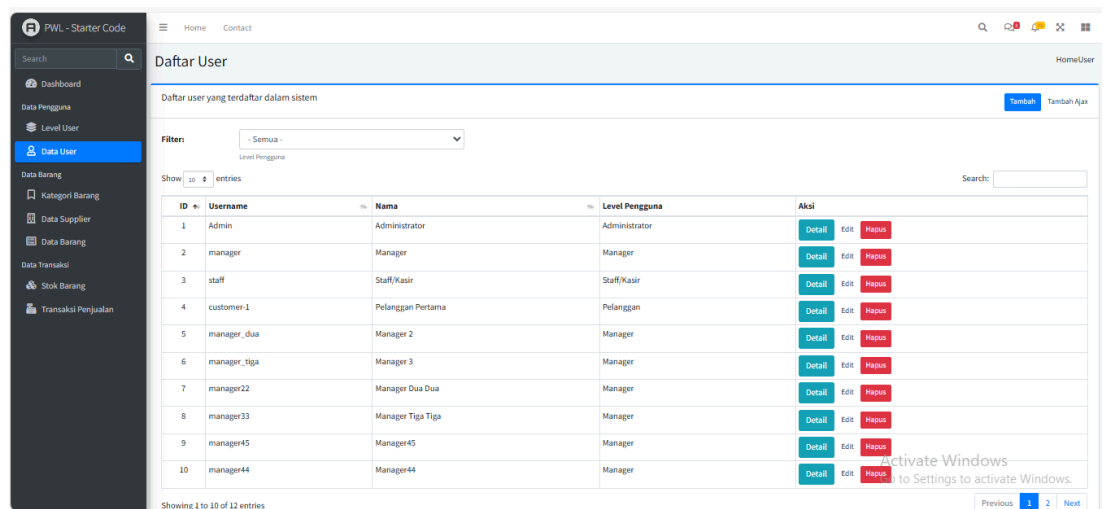 PWL - Starter Code
Home Contact
2
15
Search
Daftar User
HomeUser
Dashboard
Data Pengguna
Daftar user yang terdaftar dalam sistem
Tambah Tambah Ajax
Level User
Data User
Filter:
- Semua -
Level Pengguna
Data Barang
Kategori Barang
Data Supplier
Data Barang
Data Transaksi
Stok Barang
Transaksi Penjualan
Show 10 entries
Search:
ID Username Nama Level Pengguna Aksi
1 Admin Administrator Administrator Detail Edit Hapus
2 manager Manager Manager Detail Edit Hapus
3 staff Staff/Kasir Staff/Kasir Detail Edit Hapus
4 customer-1 Pelanggan Pertama Pelanggan Detail Edit Hapus
5 manager_dua Manager 2 Manager Detail Edit Hapus
6 manager_tiga Manager 3 Manager Detail Edit Hapus
7 manager22 Manager Dua Dua Manager Detail Edit Hapus
8 manager33 Manager Tiga Tiga Manager Detail Edit Hapus
9 manager45 Manager45 Manager Detail Edit Hapus
10 manager44 Manager44 Manager Detail Edit Hapus
Activate Windows
Go to Settings to activate Windows.
Showing 1 to 10 of 12 entries
Previous 1 2 Next